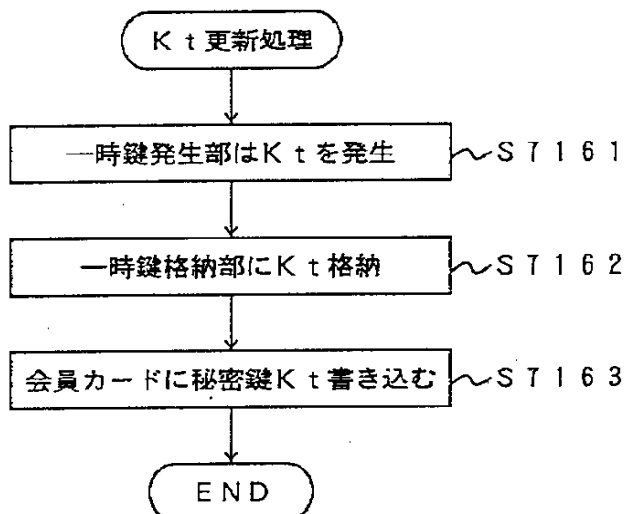 Kt更新処理
一時鍵発生部はKtを発生 S7161
一時鍵格納部にKt格納 S7162
会員カードに秘密鍵Kt書き込む S7163
END